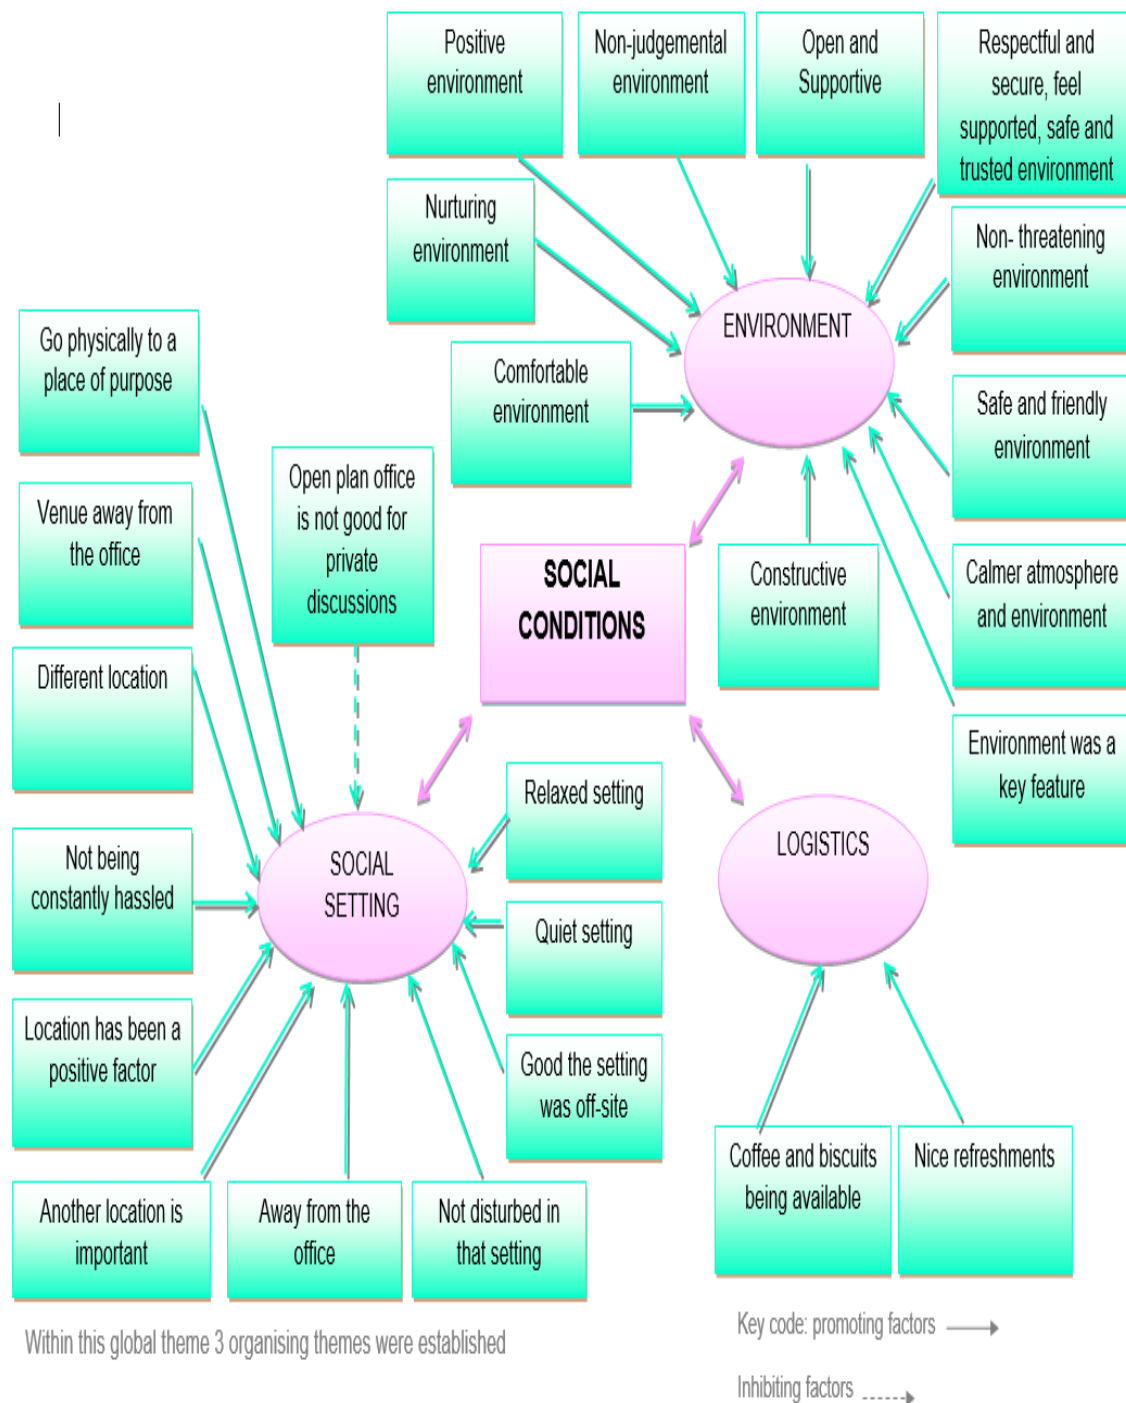 Positive
environment
Non-judgemental
environment
Open and
Supportive
Respectful and
secure, feel
supported, safe and
trusted environment
Nurturing
environment
Non- threatening
environment
ENVIRONMENT
Go physically to a
place of purpose
Comfortable
environment
Safe and friendly
environment
Open plan office
is not good for
private
discussions
Venue away from
the office
SOCIAL
CONDITIONS
Constructive
environment
Calmer atmosphere
and environment
Different location
Environment was a
key feature
Relaxed setting
LOGISTICS
Not being
constantly hassled
SOCIAL
SETTING
Quiet setting
Location has been a
positive factor
Good the setting
was off-site
Coffee and biscuits
being available
Nice refreshments
Another location is
important
Away from the
office
Not disturbed in
that setting
Within this global theme 3 organising themes were established
Key code: promoting factors
Inhibiting factors